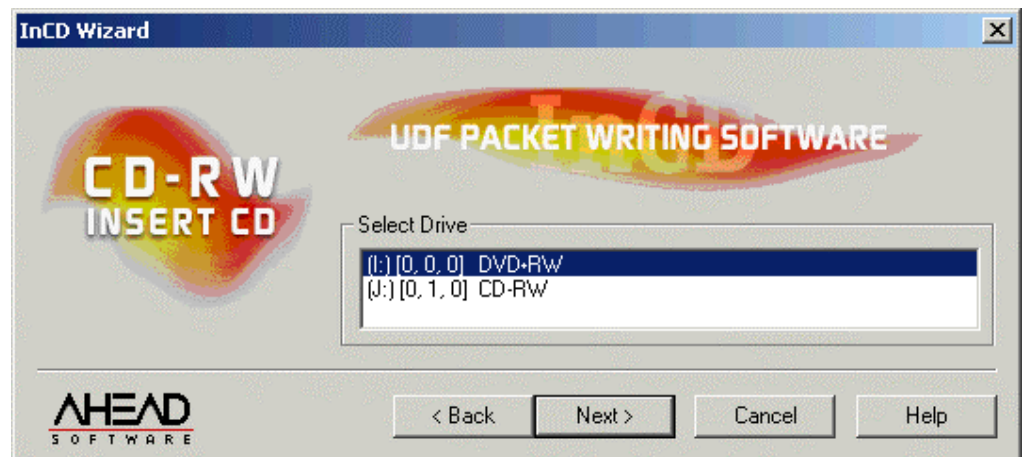 InCD Wizard
InCD
UDF PACKET WRITING SOFTWARE
CD-RW
INSERT CD
Select Drive
(I:) [0, 0, 0] DVD+RW
(J:) [0, 1, 0] CD-RW
AHEAD
SOFTWARE
< Back
Next >
Cancel
Help